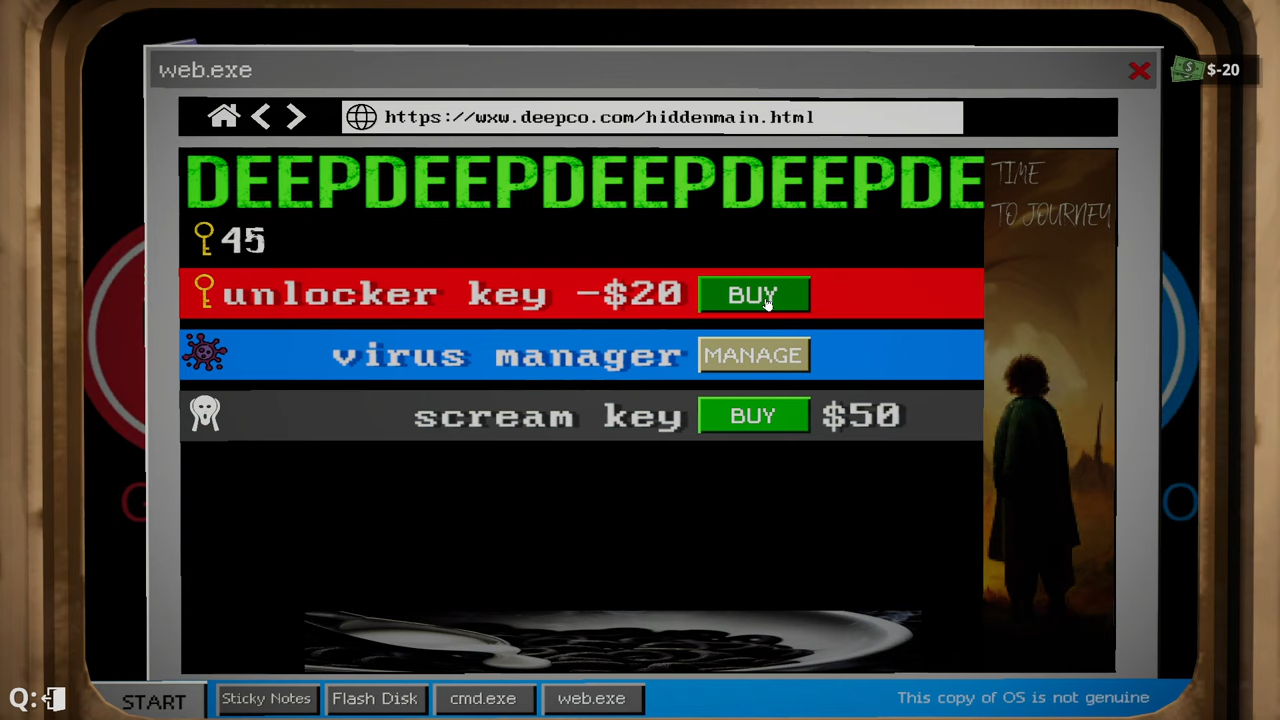 web.exe
$-20
https://wxw.deepco.com/hiddenmain.html
DEEPDEEPDEEPDEEPDE
TIME
TO JOURNEY
45
unlocker key -$20 BUY
virus manager MANAGE
scream key BUY $50
G
O
Q:
START
Sticky Notes
Flash Disk
cmd.exe
web.exe
This copy of OS is not genuine